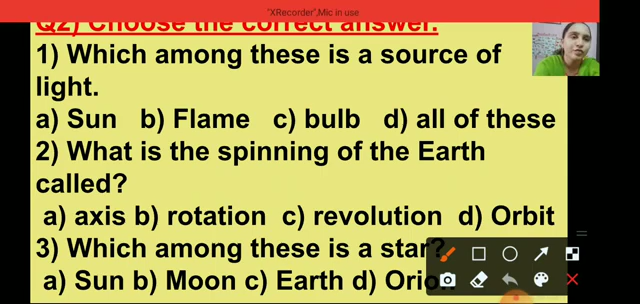 "XRecorder",Mic in use
Q2) Choose the correct answer.
1) Which among these is a source of
light.
a) Sun b) Flame c) bulb d) all of these
2) What is the spinning of the Earth
called?
a) axis b) rotation c) revolution d) Orbit
3) Which among these is a star?
a) Sun b) Moon c) Earth d) Orion